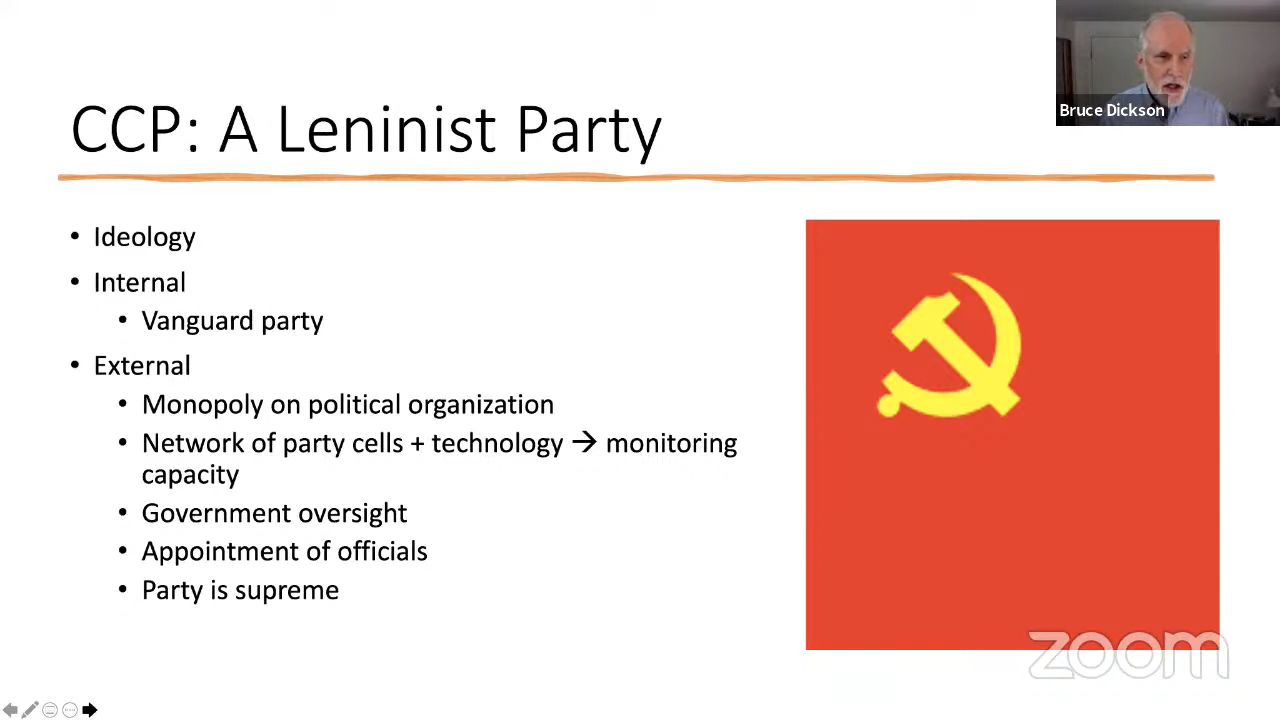 Bruce Dickson
CCP: A Leninist Party
• Ideology
• Internal
• Vanguard party
• External
• Monopoly on political organization
• Network of party cells + technology → monitoring
capacity
• Government oversight
• Appointment of officials
• Party is supreme
zoom